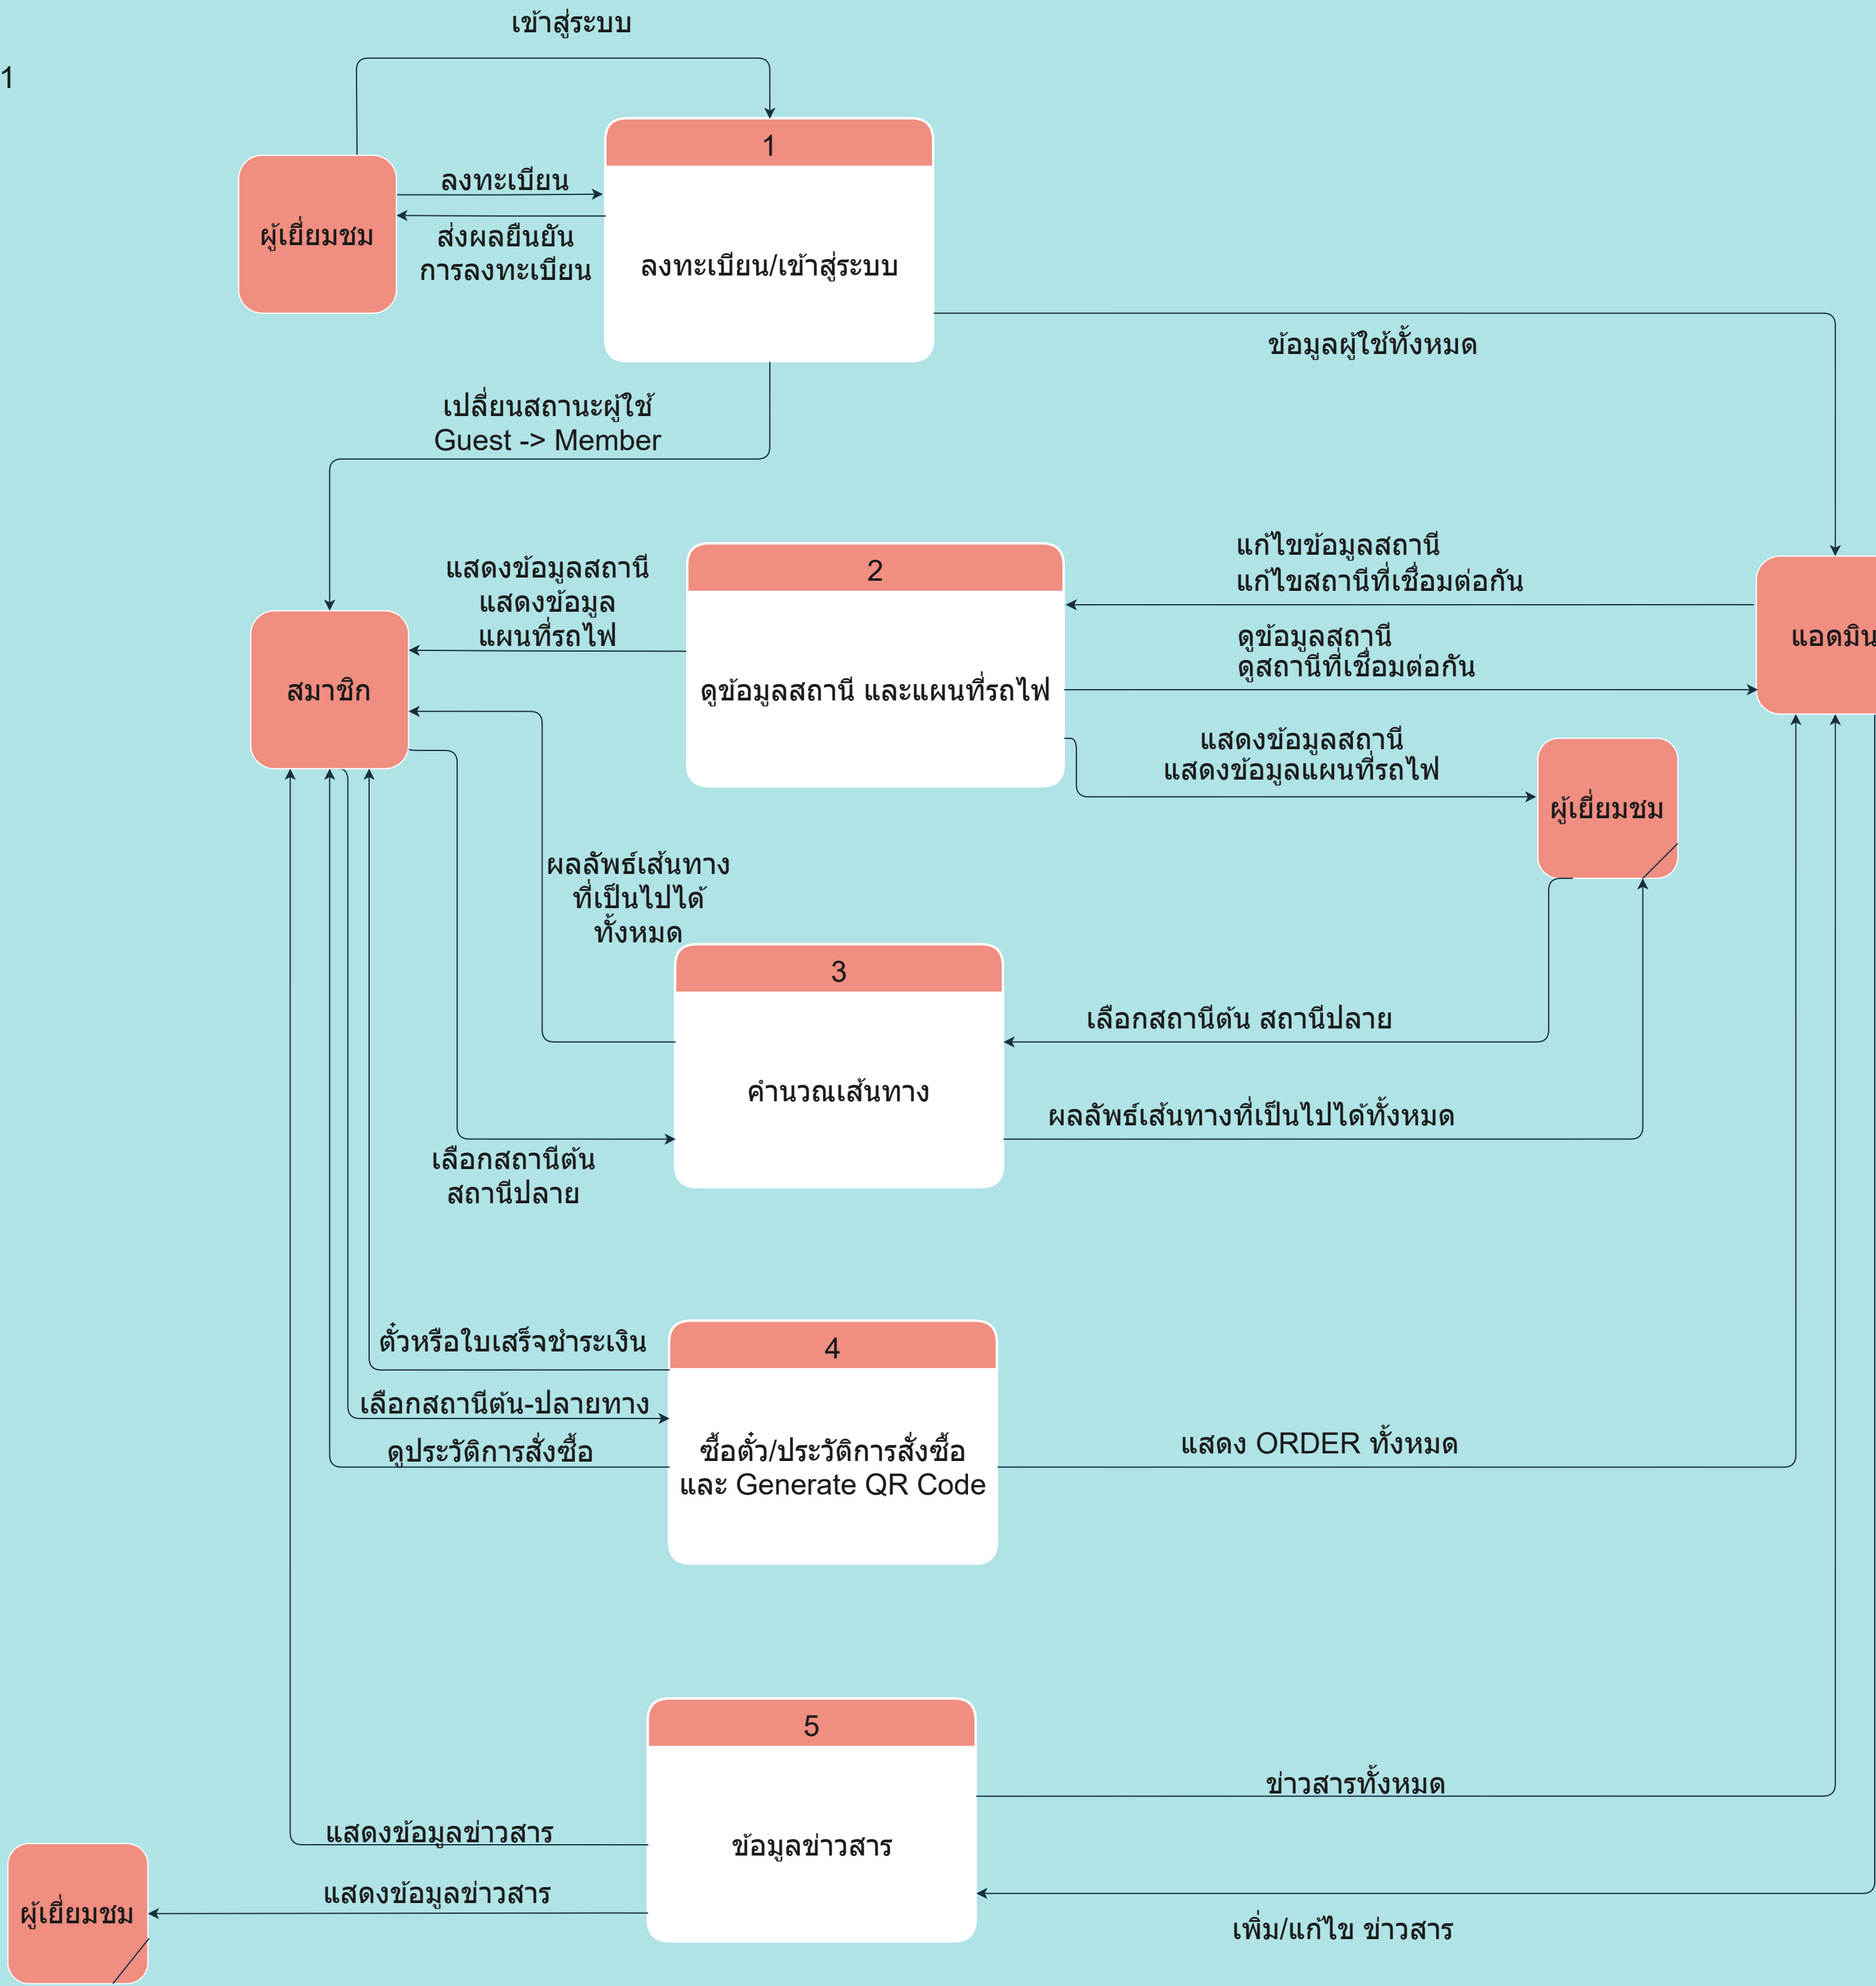 เข้าสู่ระบบ
1
1
ลงทะเบียน
ผู้เยี่ยมชม
ส่งผลยืนยัน
การลงทะเบียน
ลงทะเบียน/เข้าสู่ระบบ
ข้อมูลผู้ใช้ทั้งหมด
เปลี่ยนสถานะผู้ใช้
Guest -> Member
แก้ไขข้อมูลสถานี
แก้ไขสถานีที่เชื่อมต่อกัน
2
แสดงข้อมูลสถานี
แสดงข้อมูล
แผนที่รถไฟ
ดูข้อมูลสถานี
ดูสถานีที่เชื่อมต่อกัน
แอดมิน
สมาชิก
ดูข้อมูลสถานี และแผนที่รถไฟ
แสดงข้อมูลสถานี
แสดงข้อมูลแผนที่รถไฟ
ผู้เยี่ยมชม
ผลลัพธ์เส้นทาง
ที่เป็นไปได้
ทั้งหมด
3
เลือกสถานีต้น สถานีปลาย
คำนวณเส้นทาง
ผลลัพธ์เส้นทางที่เป็นไปได้ทั้งหมด
เลือกสถานีต้น
สถานีปลาย
ตั๋วหรือใบเสร็จชำระเงิน
4
เลือกสถานีต้น-ปลายทาง
ดูประวัติการสั่งซื้อ
ซื้อตั๋ว/ประวัติการสั่งซื้อ
และ Generate QR Code
แสดง ORDER ทั้งหมด
5
ข่าวสารทั้งหมด
แสดงข้อมูลข่าวสาร
ข้อมูลข่าวสาร
แสดงข้อมูลข่าวสาร
ผู้เยี่ยมชม
เพิ่ม/แก้ไข ข่าวสาร